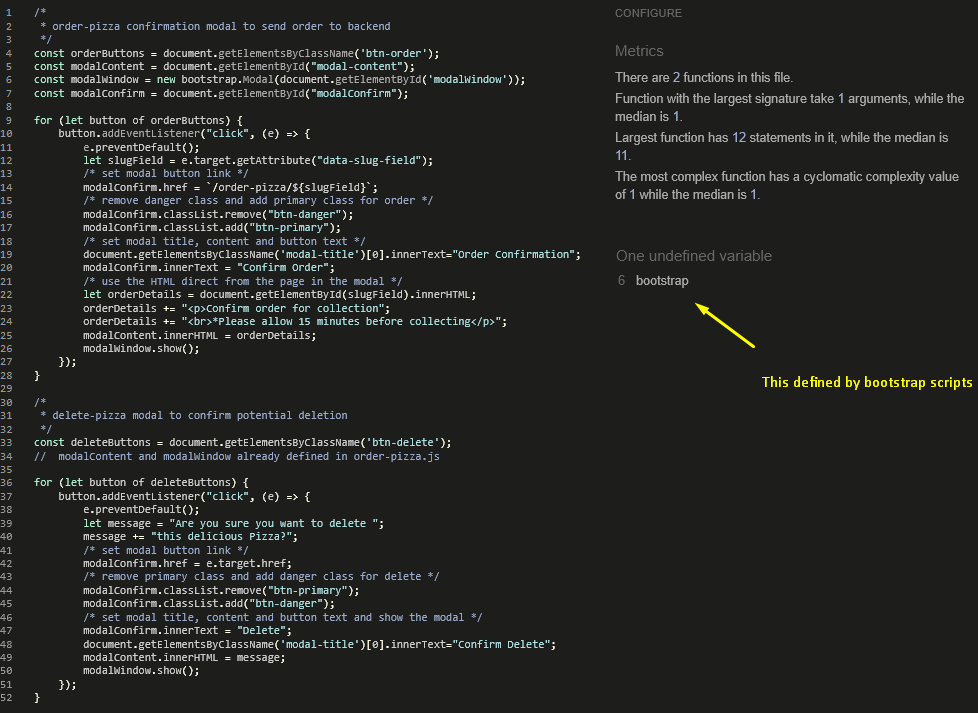 1 /*
2 * order-pizza confirmation modal to send order to backend
3 */
4 const orderButtons = document.getElementsByClassName('btn-order');
5 const modalContent = document.getElementById("modal-content");
6 const modalWindow = new bootstrap.Modal(document.getElementById('modalWindow'));
7 const modalConfirm = document.getElementById("modalConfirm");
8
9 for (let button of orderButtons) {
10 button.addEventListener("click", (e) => {
11 e.preventDefault();
12 let slugField = e.target.getAttribute("data-slug-field");
13 /* set modal button link */
14 modalConfirm.href = `/order-pizza/${slugField}`;
15 /* remove danger class and add primary class for order */
16 modalConfirm.classList.remove("btn-danger");
17 modalConfirm.classList.add("btn-primary");
18 /* set modal title, content and button text */
19 document.getElementsByClassName('modal-title')[0].innerText="Order Confirmation";
20 modalConfirm.innerText = "Confirm Order";
21 /* use the HTML direct from the page in the modal */
22 let orderDetails = document.getElementById(slugField).innerHTML;
23 orderDetails += "<p>Confirm order for collection";
24 orderDetails += "<br>*Please allow 15 minutes before collecting</p>";
25 modalContent.innerHTML = orderDetails;
26 modalWindow.show();
27 });
28 }
29
30 /*
31 * delete-pizza modal to confirm potential deletion
32 */
33 const deleteButtons = document.getElementsByClassName('btn-delete');
34 // modalContent and modalWindow already defined in order-pizza.js
35
36 for (let button of deleteButtons) {
37 button.addEventListener("click", (e) => {
38 e.preventDefault();
39 let message = "Are you sure you want to delete ";
40 message += "this delicious Pizza?";
41 /* set modal button link */
42 modalConfirm.href = e.target.href;
43 /* remove primary class and add danger class for delete */
44 modalConfirm.classList.remove("btn-primary");
45 modalConfirm.classList.add("btn-danger");
46 /* set modal title, content and button text and show the modal */
47 modalConfirm.innerText = "Delete";
48 document.getElementsByClassName('modal-title')[0].innerText="Confirm Delete";
49 modalContent.innerHTML = message;
50 modalWindow.show();
51 });
52 }
CONFIGURE
Metrics
There are 2 functions in this file.
Function with the largest signature take 1 arguments, while the
median is 1.
Largest function has 12 statements in it, while the median is
11.
The most complex function has a cyclomatic complexity value
of 1 while the median is 1.
One undefined variable
6 bootstrap
This defined by bootstrap scripts